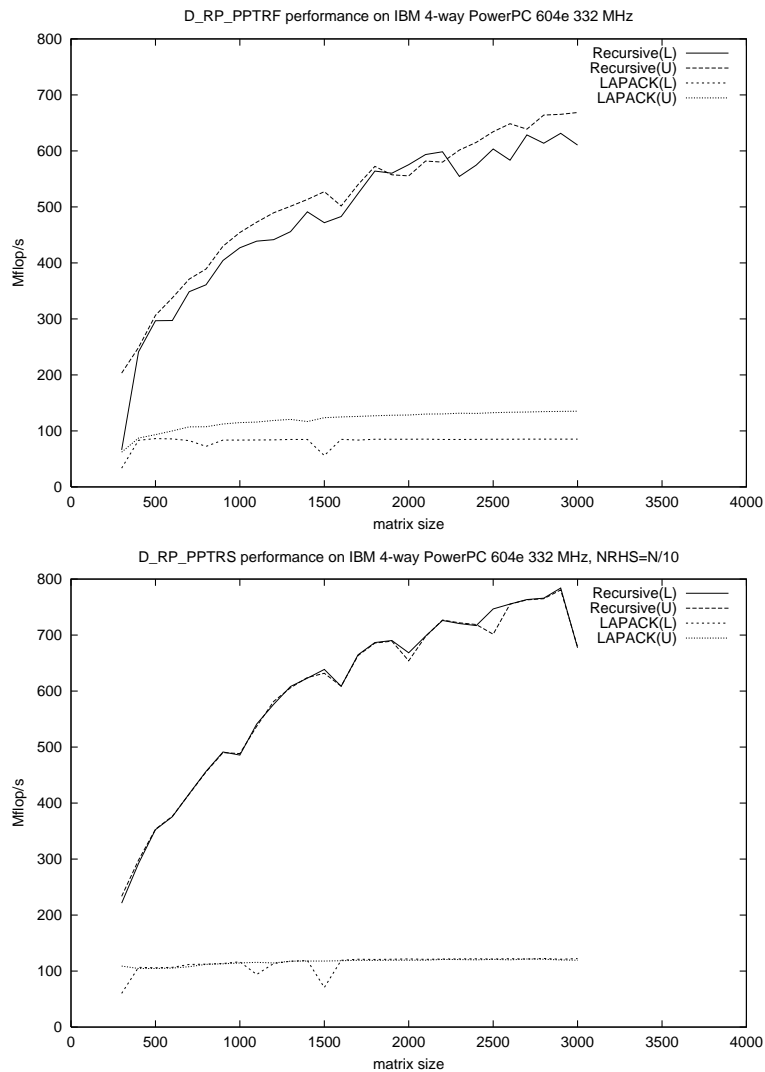 D_RP_PPTRF performance on IBM 4-way PowerPC 604e 332 MHz
800
700
600
500
400
300
200
100
0
Mflop/s
Recursive(L)
Recursive(U)
LAPACK(L)
LAPACK(U)
0 500 1000 1500 2000 2500 3000 3500 4000
matrix size
D_RP_PPTRS performance on IBM 4-way PowerPC 604e 332 MHz, NRHS=N/10
800
700
600
500
400
300
200
100
0
Mflop/s
Recursive(L)
Recursive(U)
LAPACK(L)
LAPACK(U)
0 500 1000 1500 2000 2500 3000 3500 4000
matrix size